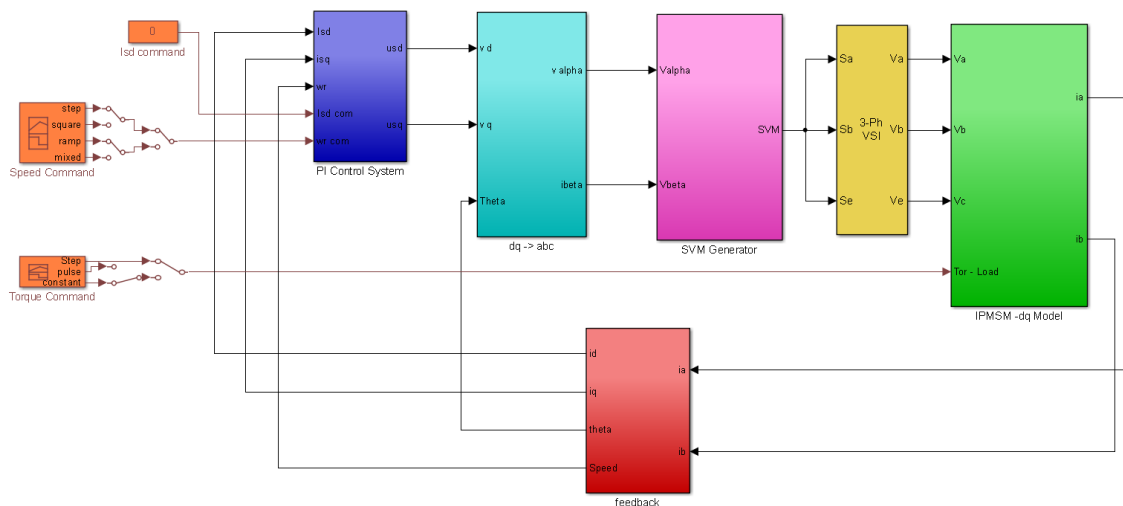 0
Isd command
step
square
ramp
mixed
Speed Command
Step
pulse
constant
Torque Command
Isd
isq
wr
Isd com
wr com
usd
usq
PI Control System
v d
v q
Theta
v alpha
ibeta
dq -> abc
Valpha
Vbeta
SVM
SVM Generator
Sa
Sb
Se
3-Ph
VSI
Va
Vb
Ve
Va
Vb
Vc
Tor - Load
ia
ib
IPMSM -dq Model
id
iq
theta
Speed
ia
ib
feedback